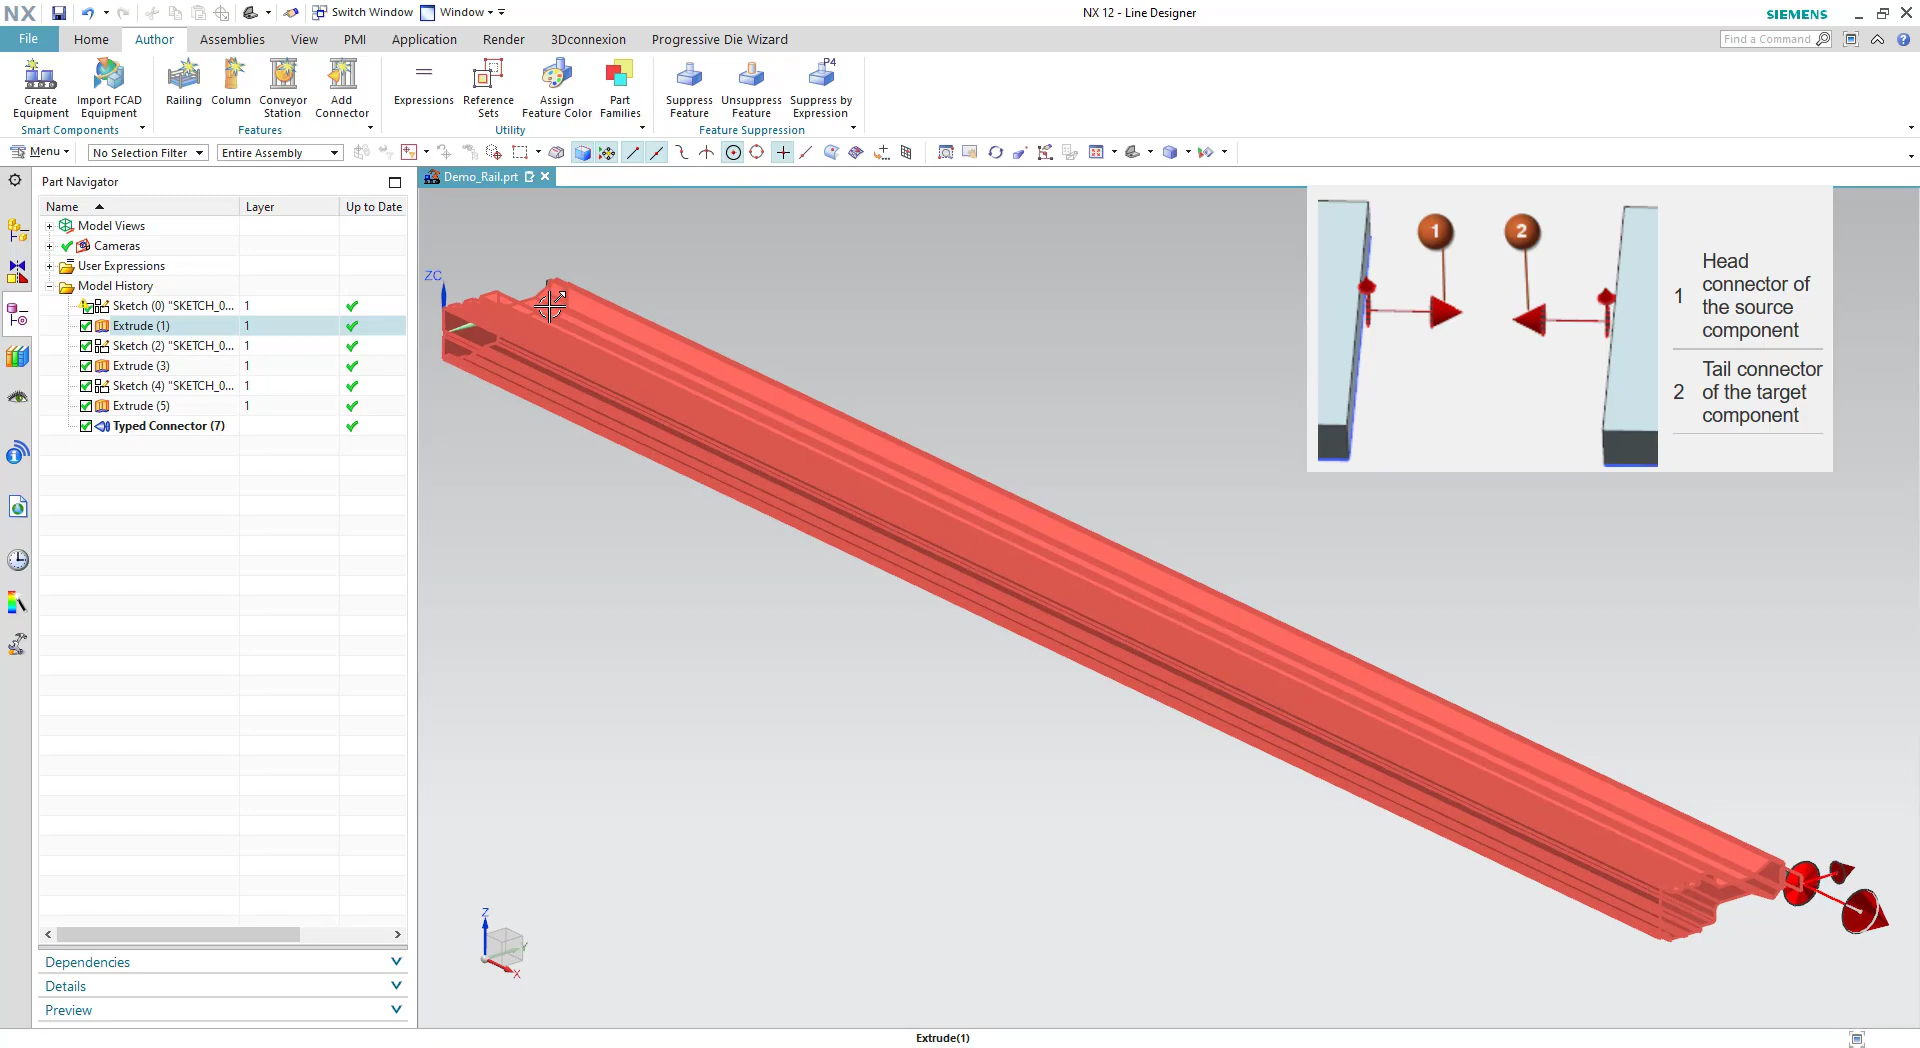 NX
Switch Window
Window
NX 12 - Line Designer
SIEMENS
File
Home
Author
Assemblies
View
PMI
Application
Render
3Dconnexion
Progressive Die Wizard
Find a Command
Create Equipment
Import FCAD Equipment
Smart Components
Railing
Column
Conveyor Station
Add Connector
Features
Expressions
Reference Sets
Assign Feature Color
Part Families
Utility
Suppress Feature
Unsuppress Feature
P4
Suppress by Expression
Feature Suppression
Menu
No Selection Filter
Entire Assembly
Part Navigator
Demo_Rail.prt
Name
Layer
Up to Date
Model Views
Cameras
User Expressions
Model History
Sketch (0) "SKETCH_0... 1
Extrude (1) 1
Sketch (2) "SKETCH_0... 1
Extrude (3) 1
Sketch (4) "SKETCH_0... 1
Extrude (5) 1
Typed Connector (7)
Dependencies
Details
Preview
ZC
Z
Y
X
1
2
1 Head connector of the source component
2 Tail connector of the target component
Extrude(1)